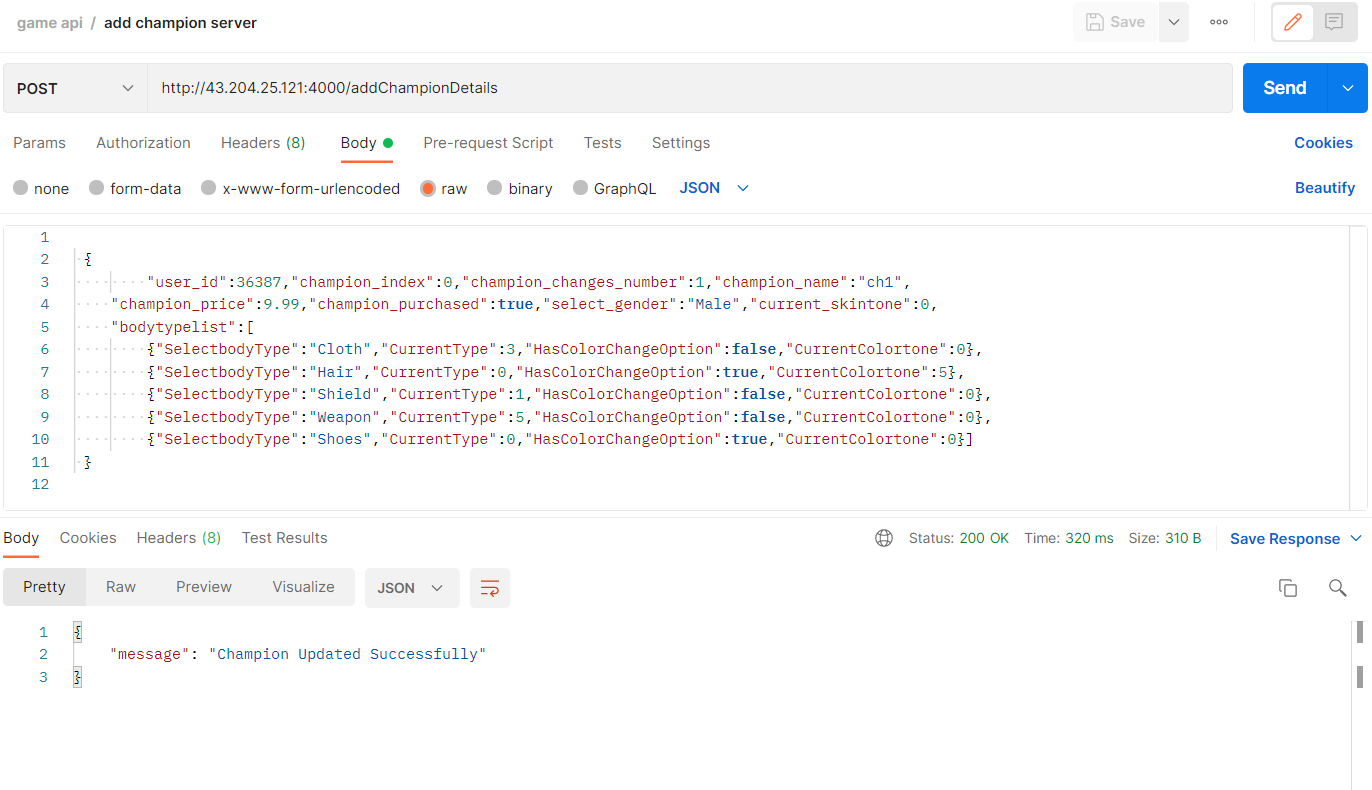 game api / add champion server
Save
POST
http://43.204.25.121:4000/addChampionDetails
Send
Params Authorization Headers (8) Body Pre-request Script Tests Settings Cookies
none form-data x-www-form-urlencoded raw binary GraphQL JSON Beautify
1
2 {
3 "user_id":36387,"champion_index":0,"champion_changes_number":1,"champion_name":"ch1",
4 "champion_price":9.99,"champion_purchased":true,"select_gender":"Male","current_skintone":0,
5 "bodytypelist":[
6 {"SelectbodyType":"Cloth","CurrentType":3,"HasColorChangeOption":false,"CurrentColortone":0},
7 {"SelectbodyType":"Hair","CurrentType":0,"HasColorChangeOption":true,"CurrentColortone":5},
8 {"SelectbodyType":"Shield","CurrentType":1,"HasColorChangeOption":false,"CurrentColortone":0},
9 {"SelectbodyType":"Weapon","CurrentType":5,"HasColorChangeOption":false,"CurrentColortone":0},
10 {"SelectbodyType":"Shoes","CurrentType":0,"HasColorChangeOption":true,"CurrentColortone":0}]
11 }
12
Body Cookies Headers (8) Test Results Status: 200 OK Time: 320 ms Size: 310 B Save Response
Pretty Raw Preview Visualize JSON
1 {
2 "message": "Champion Updated Successfully"
3 }